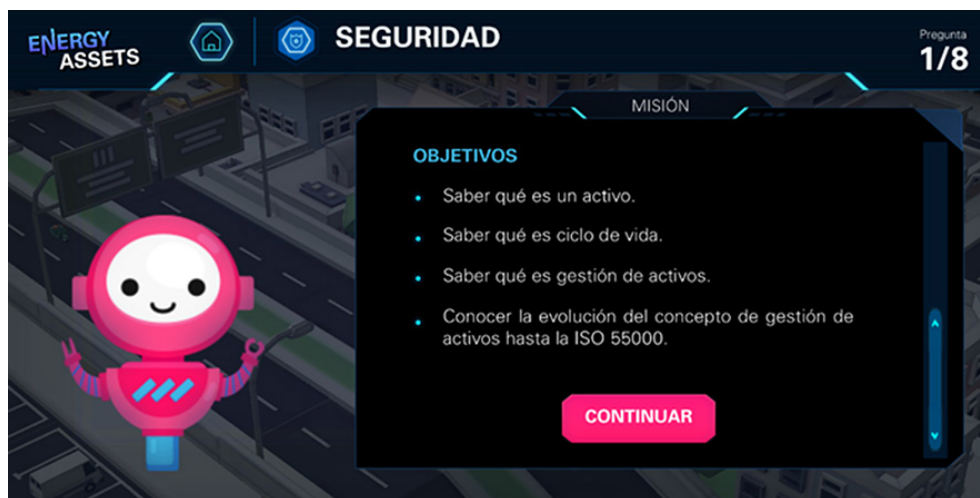 ENERGY
ASSETS
SEGURIDAD
Pregunta
1/8
MISIÓN
OBJETIVOS
• Saber qué es un activo.
• Saber qué es ciclo de vida.
• Saber qué es gestión de activos.
• Conocer la evolución del concepto de gestión de
activos hasta la ISO 55000.
CONTINUAR